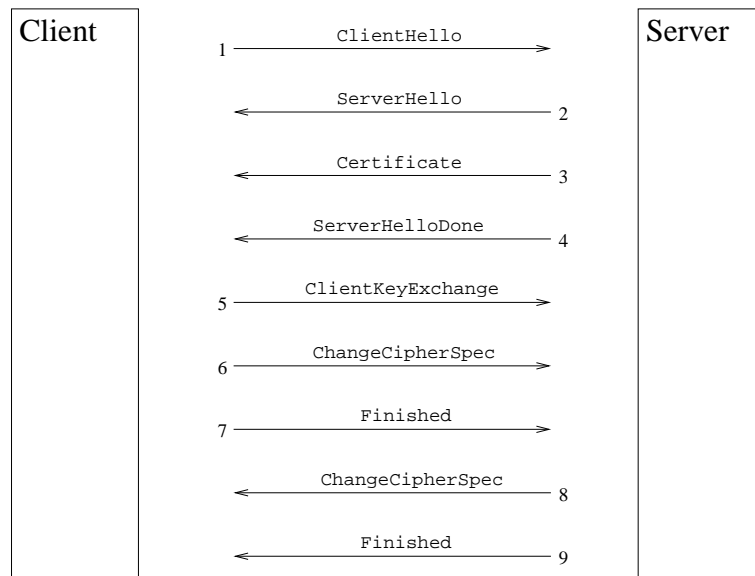 Client
Server
1 ClientHello
ServerHello 2
Certificate 3
ServerHelloDone 4
5 ClientKeyExchange
6 ChangeCipherSpec
7 Finished
ChangeCipherSpec 8
Finished 9